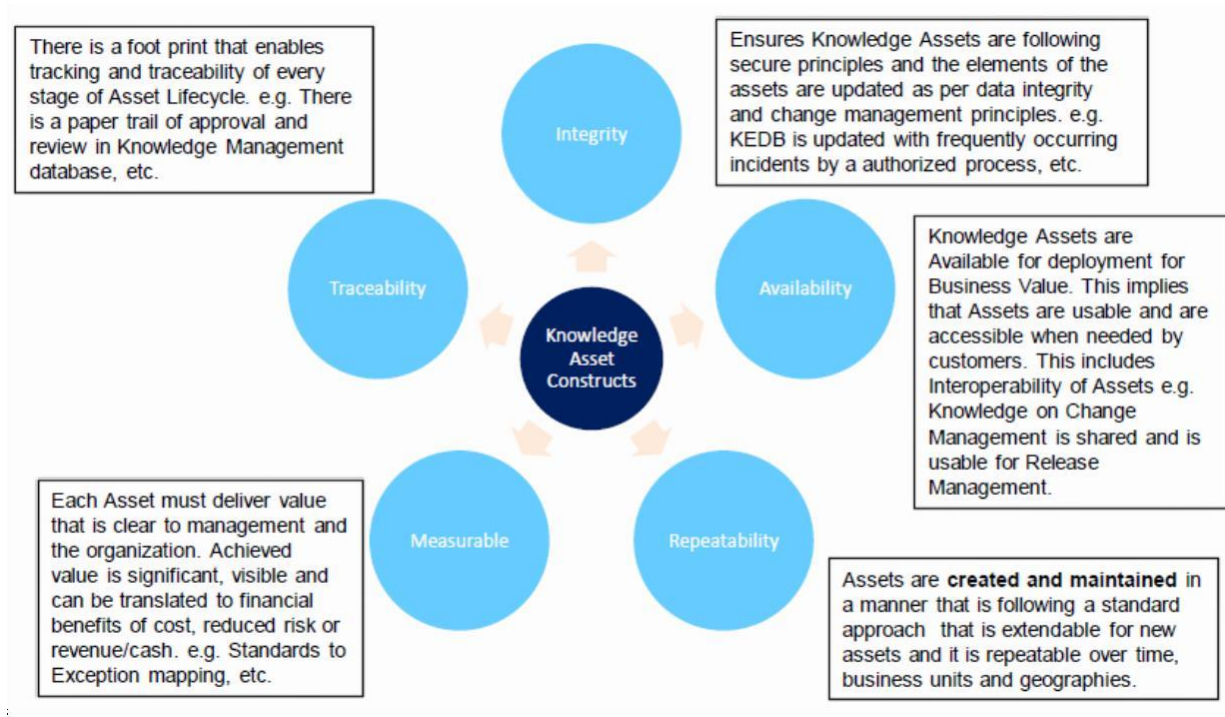 There is a foot print that enables
tracking and traceability of every
stage of Asset Lifecycle. e.g. There
is a paper trail of approval and
review in Knowledge Management
database, etc.
Integrity
Ensures Knowledge Assets are following
secure principles and the elements of the
assets are updated as per data integrity
and change management principles. e.g.
KEDB is updated with frequently occurring
incidents by a authorized process, etc.
Traceability
Knowledge
Asset
Constructs
Availability
Knowledge Assets are
Available for deployment for
Business Value. This implies
that Assets are usable and are
accessible when needed by
customers. This includes
Interoperability of Assets e.g.
Knowledge on Change
Management is shared and is
usable for Release
Management.
Each Asset must deliver value
that is clear to management and
the organization. Achieved
value is significant, visible and
can be translated to financial
benefits of cost, reduced risk or
revenue/cash. e.g. Standards to
Exception mapping, etc.
Measurable
Repeatability
Assets are created and maintained in
a manner that is following a standard
approach that is extendable for new
assets and it is repeatable over time,
business units and geographies.